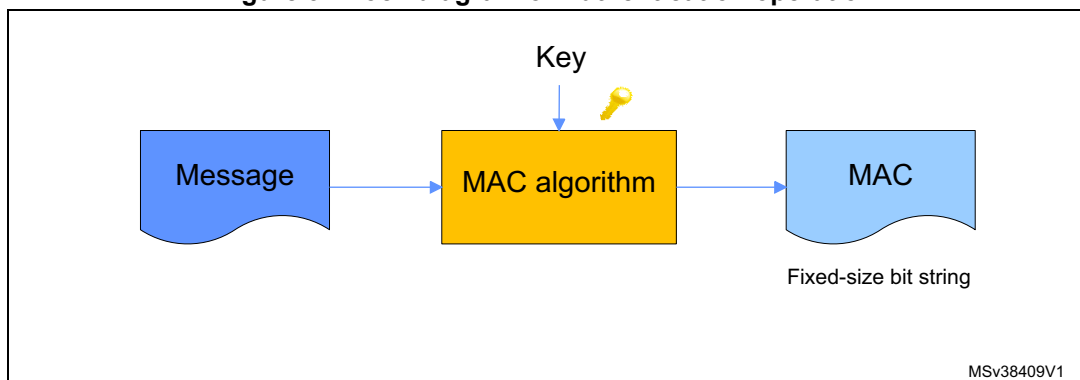 Key
Message
MAC algorithm
MAC
Fixed-size bit string
MSv38409V1